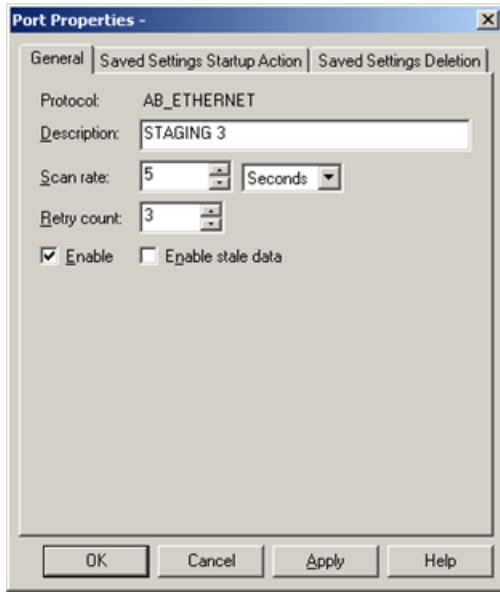 Port Properties -
General Saved Settings Startup Action Saved Settings Deletion
Protocol: AB_ETHERNET
Description: STAGING 3
Scan rate: 5 Seconds
Retry count: 3
Enable Enable stale data
OK Cancel Apply Help